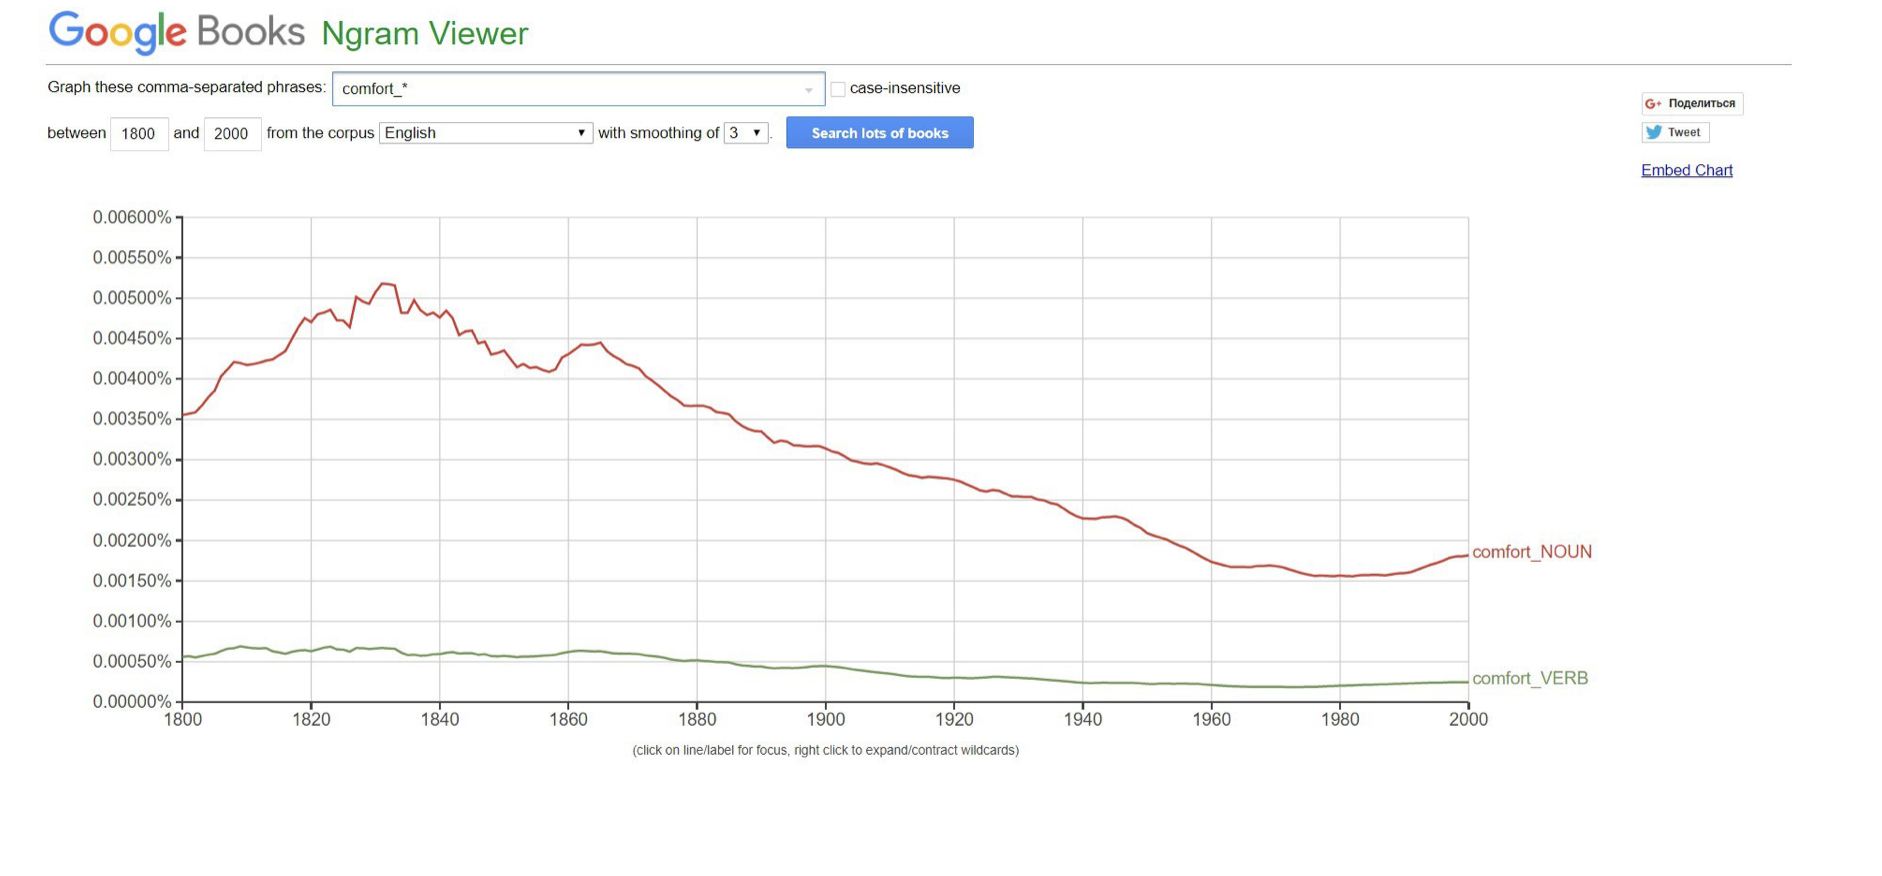 Google Books Ngram Viewer
Graph these comma-separated phrases: comfort_* case-insensitive
between 1800 and 2000 from the corpus English with smoothing of 3 . Search lots of books
G+ Поделиться
Tweet
Embed Chart
0.00600%
0.00550%
0.00500%
0.00450%
0.00400%
0.00350%
0.00300%
0.00250%
0.00200%
0.00150%
0.00100%
0.00050%
0.00000%
comfort_NOUN
comfort_VERB
1800 1820 1840 1860 1880 1900 1920 1940 1960 1980 2000
(click on line/label for focus, right click to expand/contract wildcards)